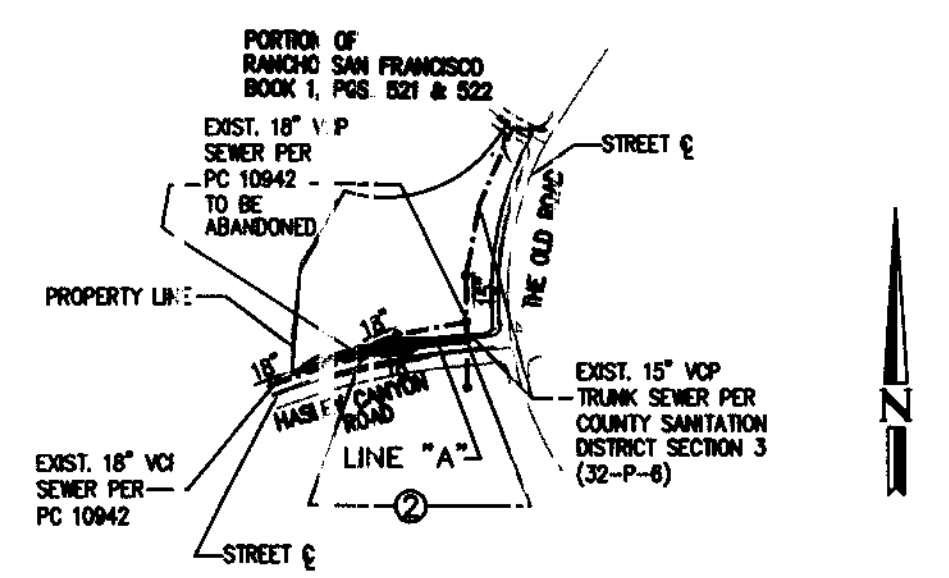 PORTION OF
RANCHO SAN FRANCISCO
BOOK 1, PGS. 521 & 522
EXIST. 18" VCP
SEWER PER
PC 10942
TO BE
ABANDONED
STREET ℄
THE OLD ROAD
PROPERTY LINE
15"
18"
18"
18"
HASLEY CANYON
ROAD
LINE "A"
EXIST. 15" VCP
TRUNK SEWER PER
COUNTY SANITATION
DISTRICT SECTION 3
(32-P-6)
EXIST. 18" VCP
SEWER PER
PC 10942
2
STREET ℄
N